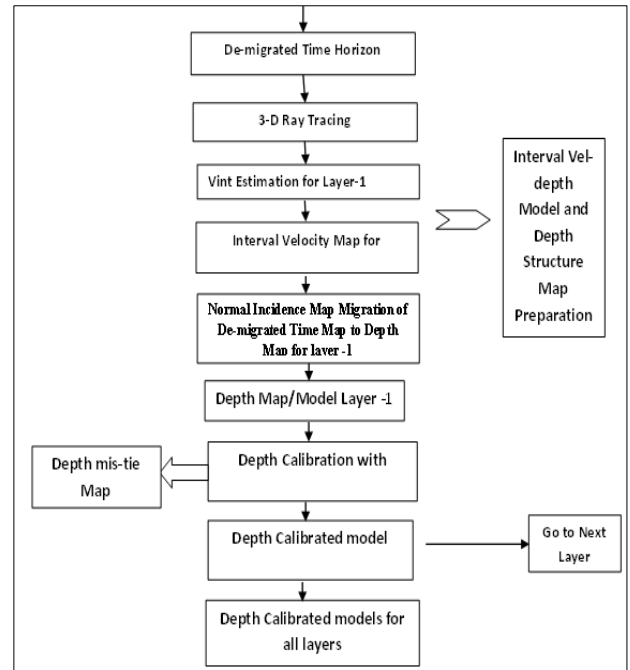 De-migrated Time Horizon
3-D Ray Tracing
Vint Estimation for Layer-1
Interval Velocity Map for
Interval Vel-
depth
Model and
Depth
Structure
Map
Preparation
Normal Incidence Map Migration of
De-migrated Time Map to Depth
Map for layer -1
Depth Map/Model Layer -1
Depth Calibration with
Depth mis-tie
Map
Depth Calibrated model
Go to Next
Layer
Depth Calibrated models for
all layers